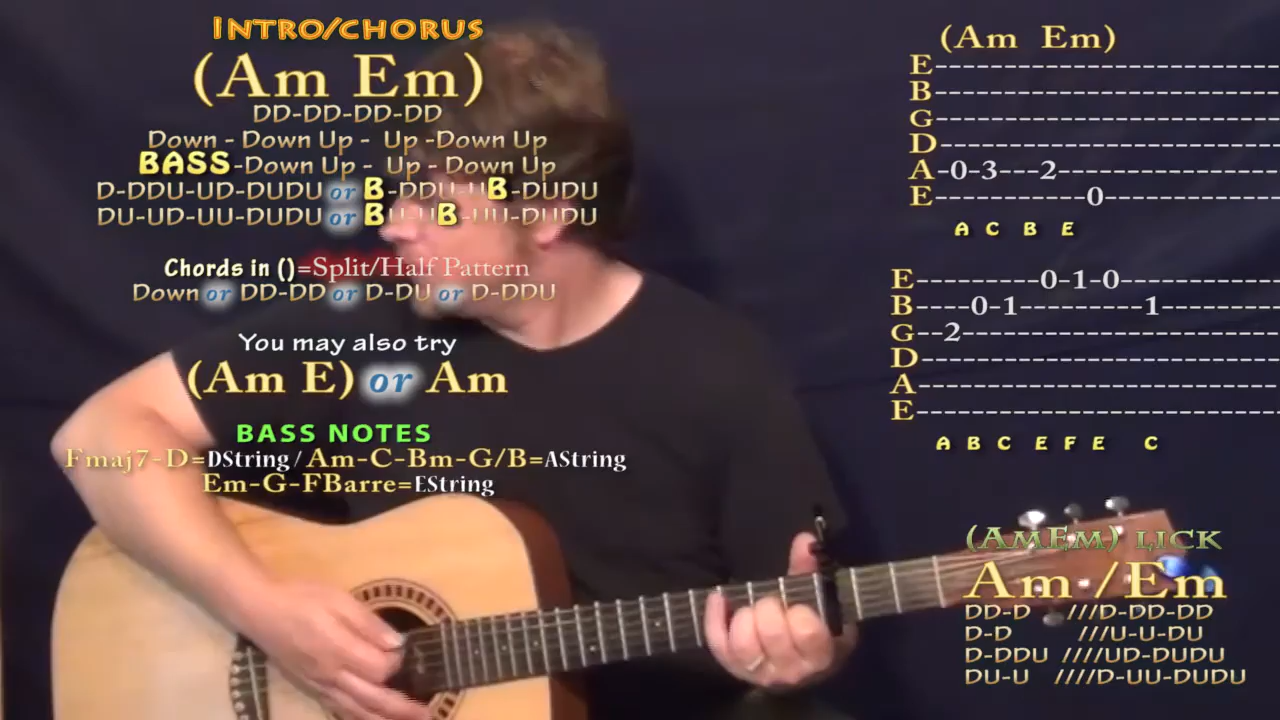 INTRO/CHORUS
(Am Em)
DD-DD-DD-DD
Down - Down Up - Up -Down Up
BASS-Down Up - Up - Down Up
D-DDU-UD-DUDU or B-DDU-U B-DUDU
DU-UD-UU-DUDU or BU-UB-UU-DUDU
Chords in ()=Split/Half Pattern
Down or DD-DD or D-DU or D-DDU
You may also try
(Am E) or Am
BASS NOTES
Fmaj7-D=DString/Am-C-Bm-G/B=AString
Em-G-FBarre=EString
(Am Em)
E-----------------------------
B-----------------------------
G-----------------------------
D-----------------------------
A-0-3---2---------------------
E-------------0---------------
A C B E
E-----------0-1-0-------------
B----0-1-------------1--------
G--2--------------------------
D-----------------------------
A-----------------------------
E-----------------------------
A B C E F E C
(AmEm) LICK
Am /Em
DD-D ///D-DD-DD
D-D ///U-U-DU
D-DDU ////UD-DUDU
DU-U ////D-UU-DUDU